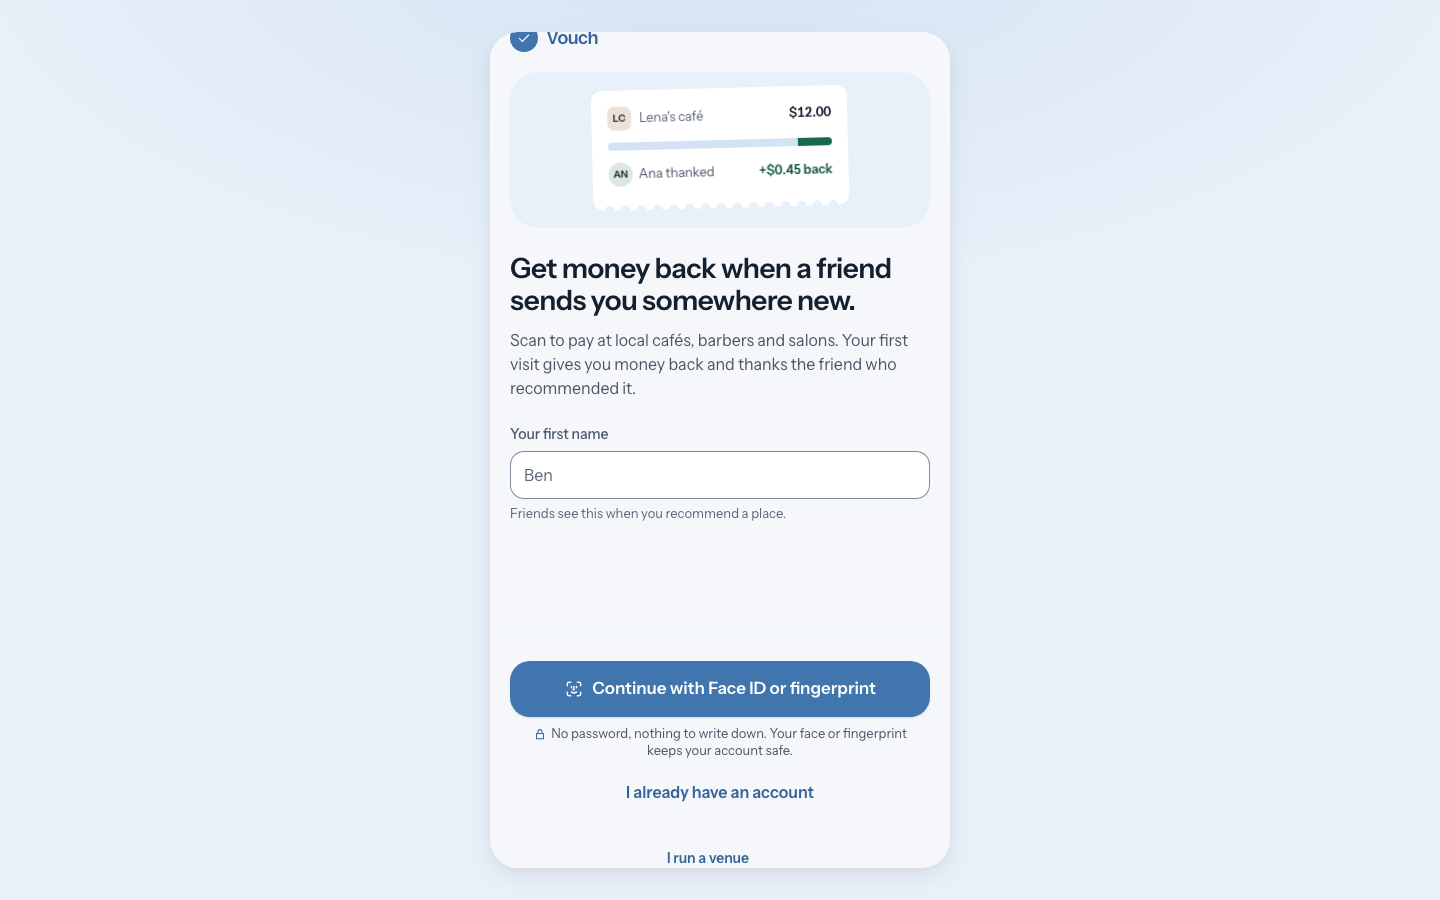 Vouch
LC Lena's café $12.00
AN Ana thanked +$0.45 back
Get money back when a friend
sends you somewhere new.
Scan to pay at local cafés, barbers and salons. Your first
visit gives you money back and thanks the friend who
recommended it.
Your first name
Ben
Friends see this when you recommend a place.
Continue with Face ID or fingerprint
No password, nothing to write down. Your face or fingerprint
keeps your account safe.
I already have an account
I run a venue